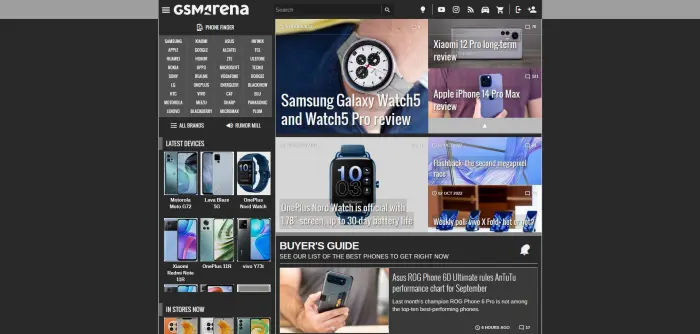 GSMArena
Search
PHONE FINDER
SAMSUNG XIAOMI ASUS INFINIX
APPLE GOOGLE ALCATEL TCL
HUAWEI HONOR ZTE ULEFONE
NOKIA OPPO MICROSOFT TECNO
SONY REALME VODAFONE DOOGEE
LG ONEPLUS ENERGIZER BLACKVIEW
HTC VIVO CAT
MOTOROLA MEIZU SHARP PANASONIC
LENOVO BLACKBERRY MICROMAX PLUM
ALL BRANDS RUMOR MILL
LATEST DEVICES
Motorola
Moto G72
Lava Blaze
5G
OnePlus
Nord Watch
Xiaomi
Redmi Note
11R
OnePlus 11R
vivo Y73t
IN STORES NOW
Samsung Galaxy Watch5
and Watch5 Pro review
Xiaomi 12 Pro long-term
review
Apple iPhone 14 Pro Max
review
OnePlus Nord Watch is official with
1.78" screen, up to 30-day battery life
Flashback: the second megapixel
race
02 OCT 2022
Weekly poll: vivo X Fold+, but
BUYER'S GUIDE
SEE OUR LIST OF THE BEST PHONES TO GET RIGHT NOW
Asus ROG Phone 6D Ultimate rules AnTuTu
performance chart for September
Last month's champion ROG Phone 6 Pro is not among
the top-ten best-performing phones.
6 HOURS AGO 17